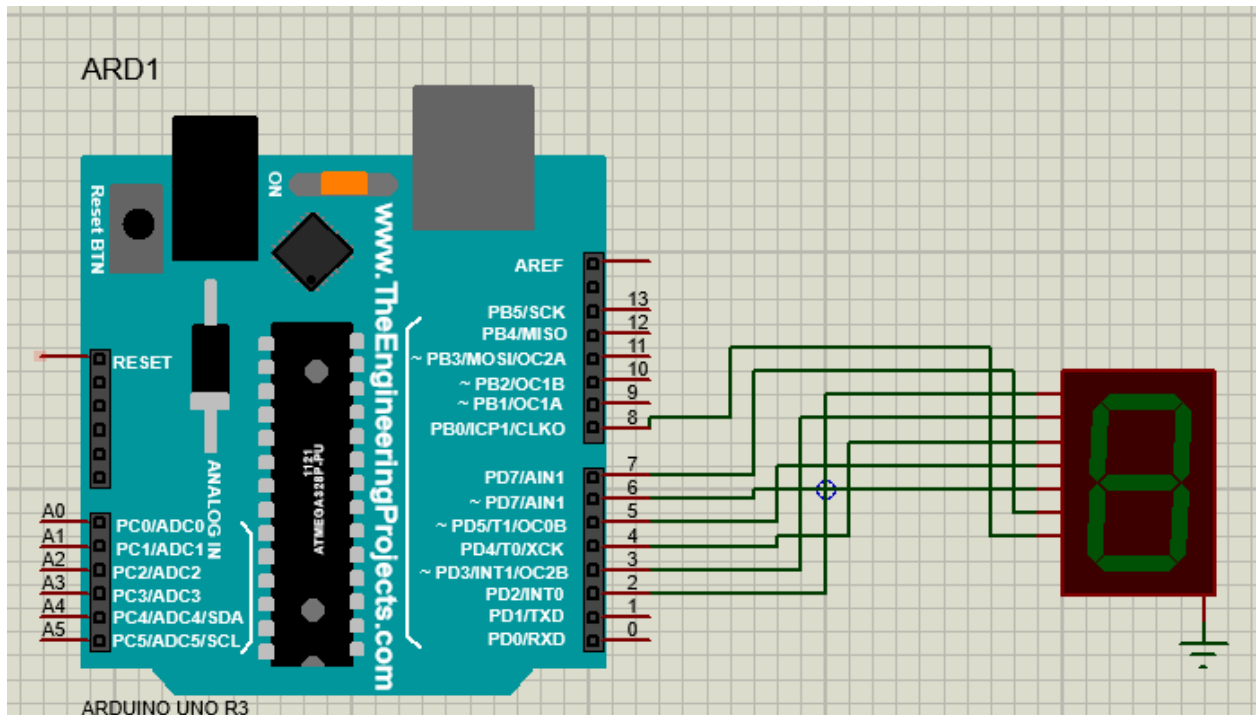 ARD1
Reset BTN
ON
www.TheEngineeringProjects.com
AREF
PB5/SCK
13
PB4/MISO
12
~ PB3/MOSI/OC2A
11
~ PB2/OC1B
10
~ PB1/OC1A
9
PB0/ICP1/CLKO
8
RESET
1121
ATMEGA328P-PU
ANALOG IN
PD7/AIN1
7
~ PD7/AIN1
6
~ PD5/T1/OC0B
5
PD4/T0/XCK
4
~ PD3/INT1/OC2B
3
PD2/INT0
2
PD1/TXD
1
PD0/RXD
0
A0
PC0/ADC0
A1
PC1/ADC1
A2
PC2/ADC2
A3
PC3/ADC3
A4
PC4/ADC4/SDA
A5
PC5/ADC5/SCL
ARDUINO UNO R3